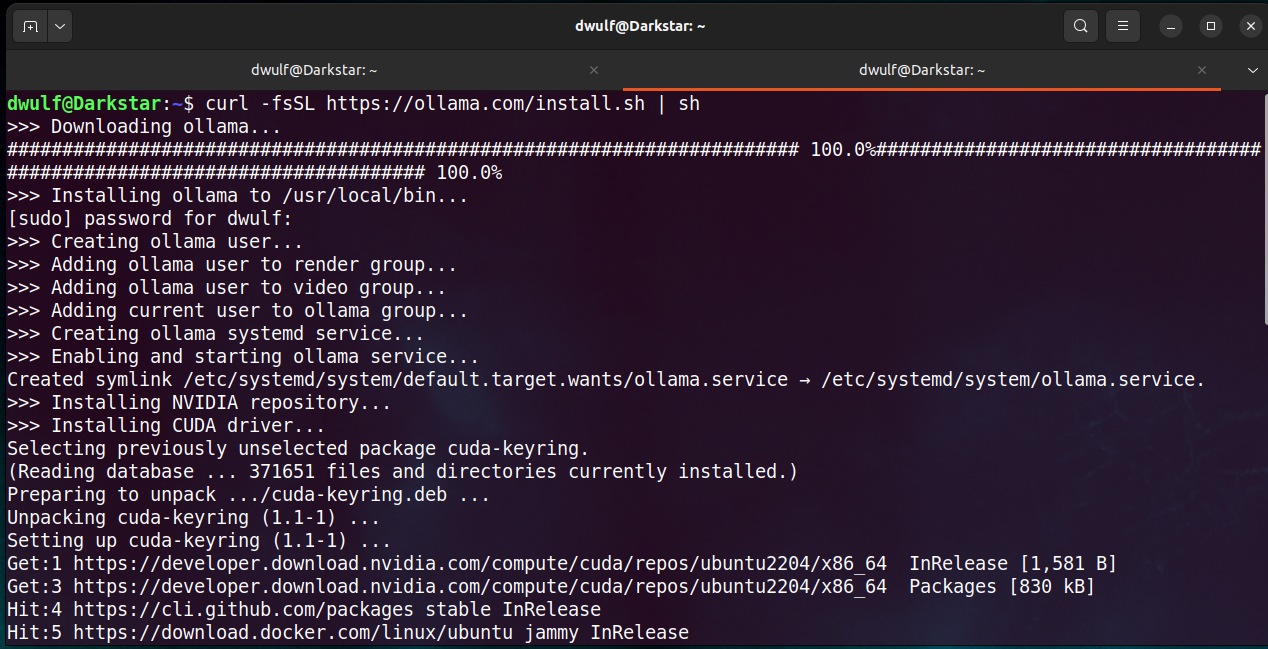 dwulf@Darkstar: ~
dwulf@Darkstar: ~
dwulf@Darkstar: ~
dwulf@Darkstar:~$ curl -fsSL https://ollama.com/install.sh | sh
>>> Downloading ollama...
######################################################################## 100.0%###################################
###################################### 100.0%
>>> Installing ollama to /usr/local/bin...
[sudo] password for dwulf:
>>> Creating ollama user...
>>> Adding ollama user to render group...
>>> Adding ollama user to video group...
>>> Adding current user to ollama group...
>>> Creating ollama systemd service...
>>> Enabling and starting ollama service...
Created symlink /etc/systemd/system/default.target.wants/ollama.service → /etc/systemd/system/ollama.service.
>>> Installing NVIDIA repository...
>>> Installing CUDA driver...
Selecting previously unselected package cuda-keyring.
(Reading database ... 371651 files and directories currently installed.)
Preparing to unpack .../cuda-keyring.deb ...
Unpacking cuda-keyring (1.1-1) ...
Setting up cuda-keyring (1.1-1) ...
Get:1 https://developer.download.nvidia.com/compute/cuda/repos/ubuntu2204/x86_64  InRelease [1,581 B]
Get:3 https://developer.download.nvidia.com/compute/cuda/repos/ubuntu2204/x86_64  Packages [830 kB]
Hit:4 https://cli.github.com/packages stable InRelease
Hit:5 https://download.docker.com/linux/ubuntu jammy InRelease